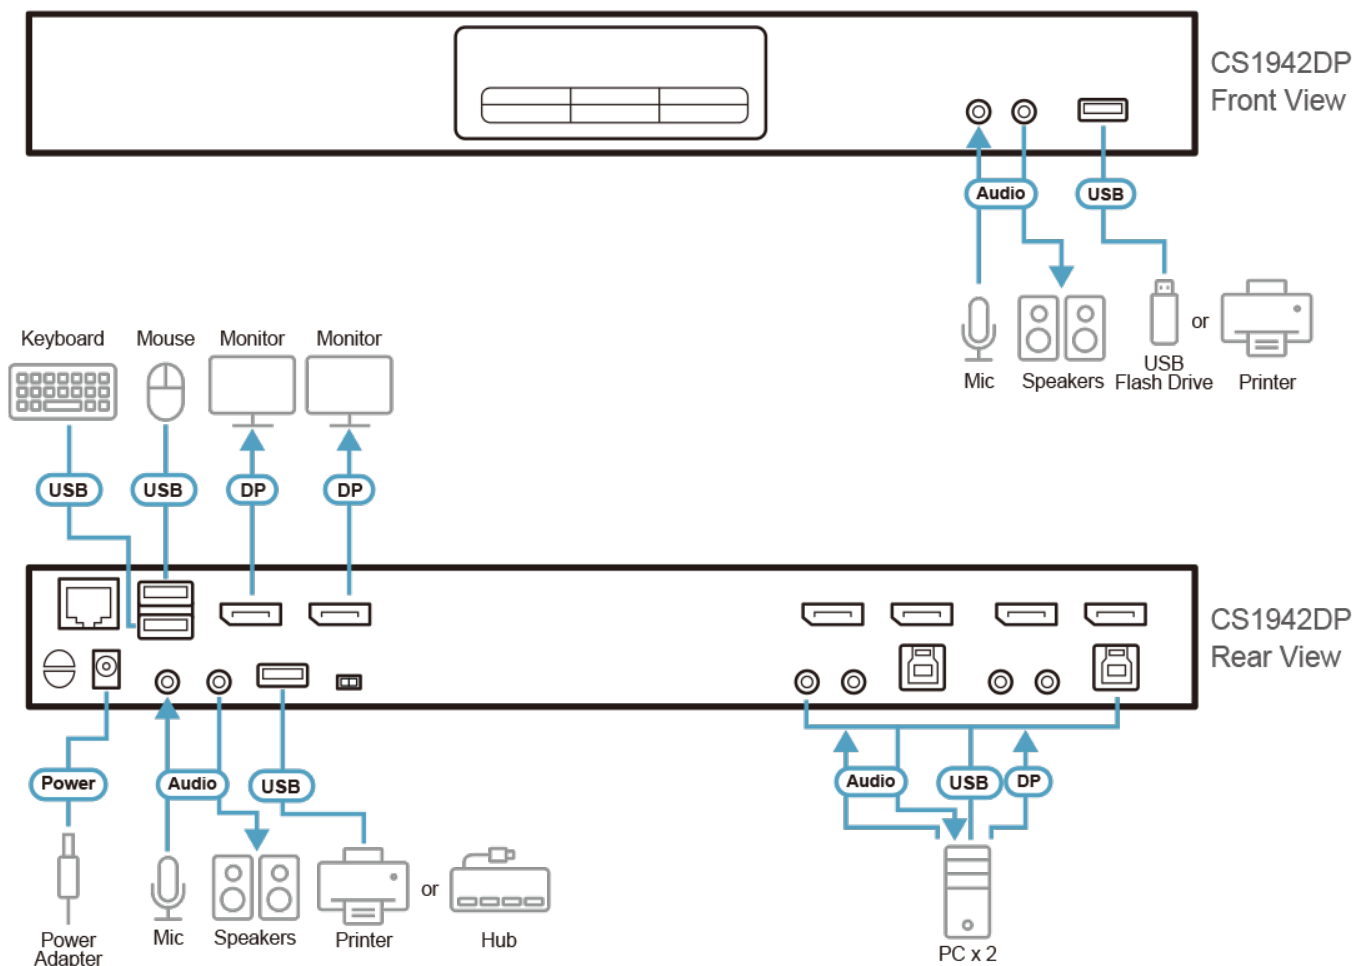 CS1942DP
Front View
Audio
USB
Mic
Speakers
USB
Flash Drive
or
Printer
Keyboard
Mouse
Monitor
Monitor
USB
USB
DP
DP
CS1942DP
Rear View
Power
Audio
USB
Audio
USB
DP
Power
Adapter
Mic
Speakers
Printer
or
Hub
PC x 2